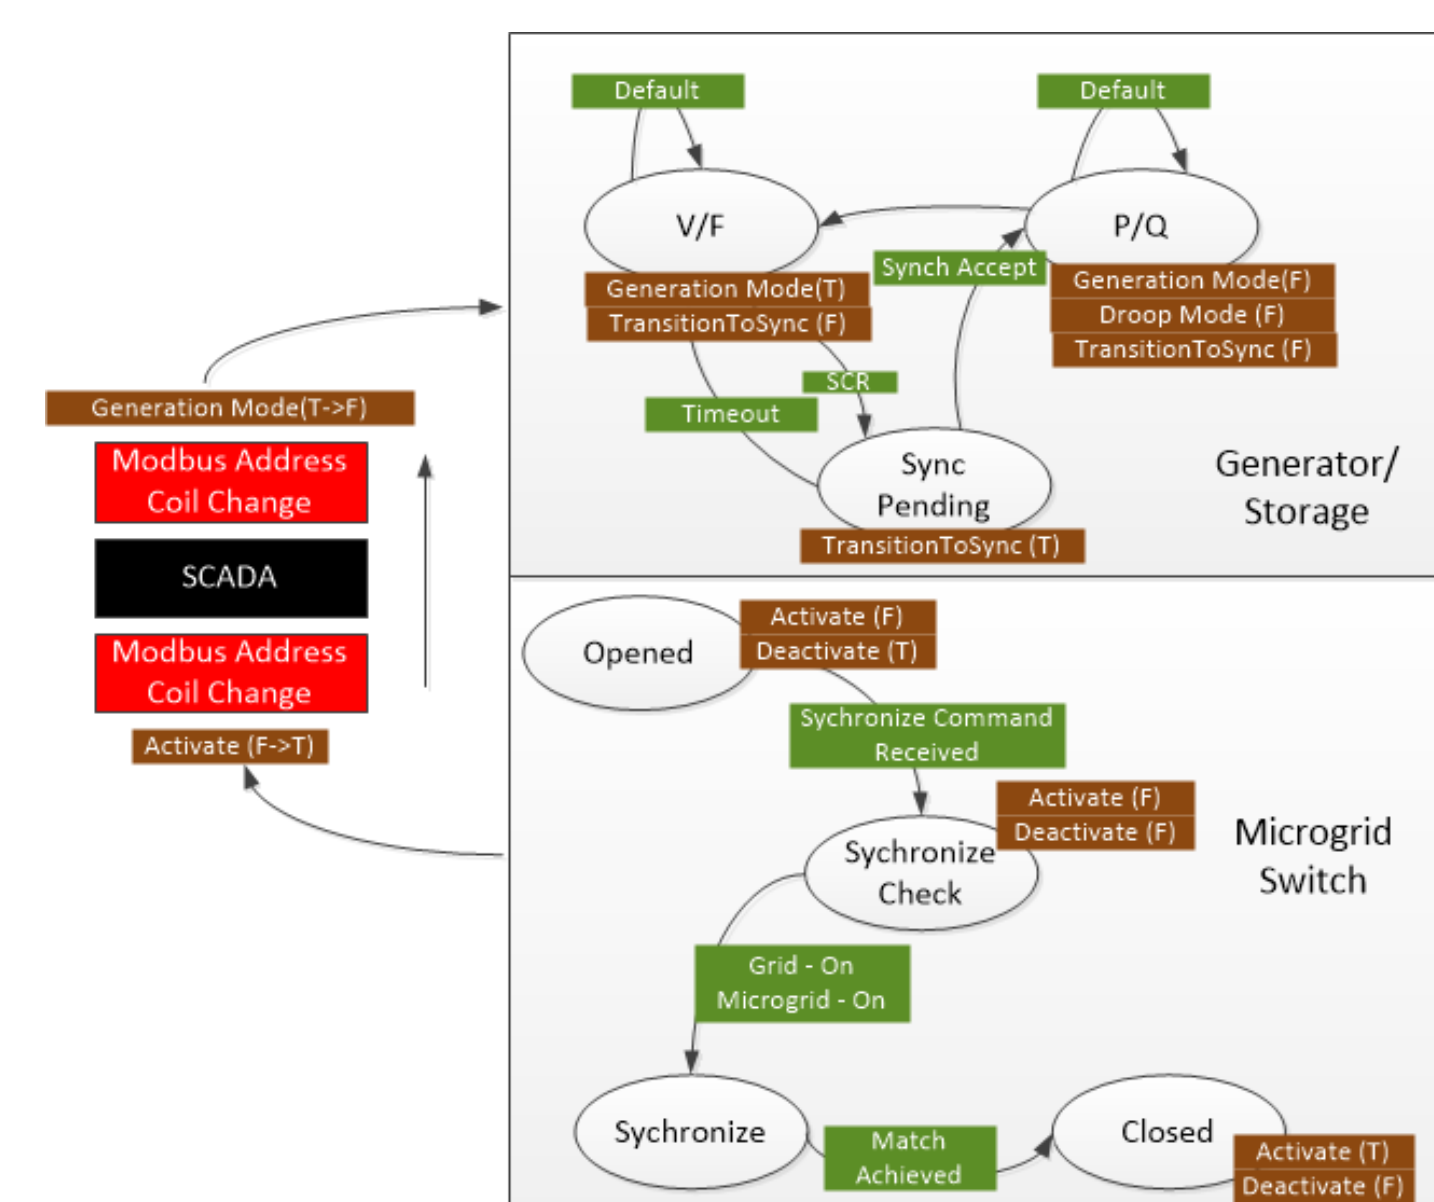 Default
Default
V/F
P/Q
Synch Accept
Generation Mode(T)
TransitionToSync (F)
Generation Mode(F)
Droop Mode (F)
TransitionToSync (F)
SCR
Timeout
Sync
Pending
TransitionToSync (T)
Generator/
Storage
Generation Mode(T->F)
Modbus Address
Coil Change
SCADA
Modbus Address
Coil Change
Activate (F->T)
Opened
Activate (F)
Deactivate (T)
Sychronize Command
Received
Activate (F)
Deactivate (F)
Sychronize
Check
Microgrid
Switch
Grid - On
Microgrid - On
Sychronize
Match
Achieved
Closed
Activate (T)
Deactivate (F)